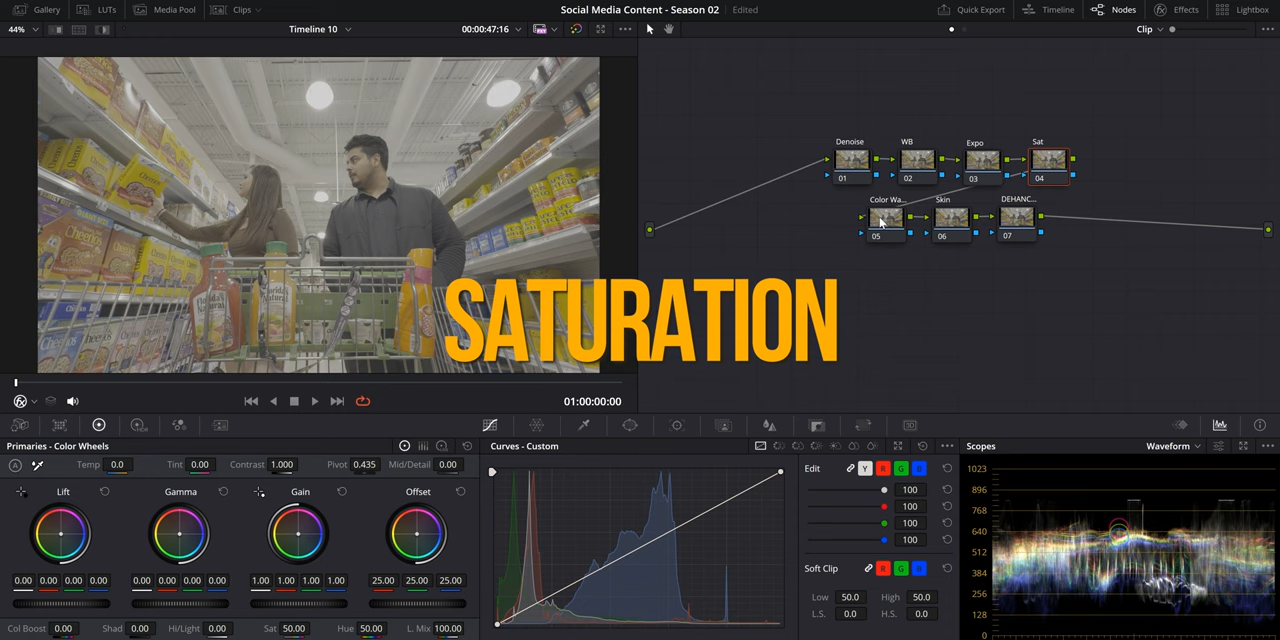 Gallery LUTs Media Pool Clips Social Media Content - Season 02 Edited Quick Export Timeline Nodes Effects Lightbox
44% Timeline 10 00:00:47:16 Clip
Denoise WB Expo Sat
01 02 03 04
Color Wa... Skin DEHANC...
05 06 07
Cheerios
Florida's Natural
Cheerios
SATURATION
01:00:00:00
Primaries - Color Wheels Curves - Custom Scopes Waveform
Temp 0.0 Tint 0.00 Contrast 1.000 Pivot 0.435 Mid/Detail 0.00
Lift Gamma Gain Offset
0.00 0.00 0.00 0.00 0.00 0.00 0.00 0.00 1.00 1.00 1.00 1.00 25.00 25.00 25.00
Col Boost 0.00 Shad 0.00 Hi/Light 0.00 Sat 50.00 Hue 50.00 L. Mix 100.00
Edit Y R G B
100
100
100
100
Soft Clip R G B
Low 50.0 High 50.0
L.S. 0.0 H.S. 0.0
1023
896
768
640
512
384
256
128
0